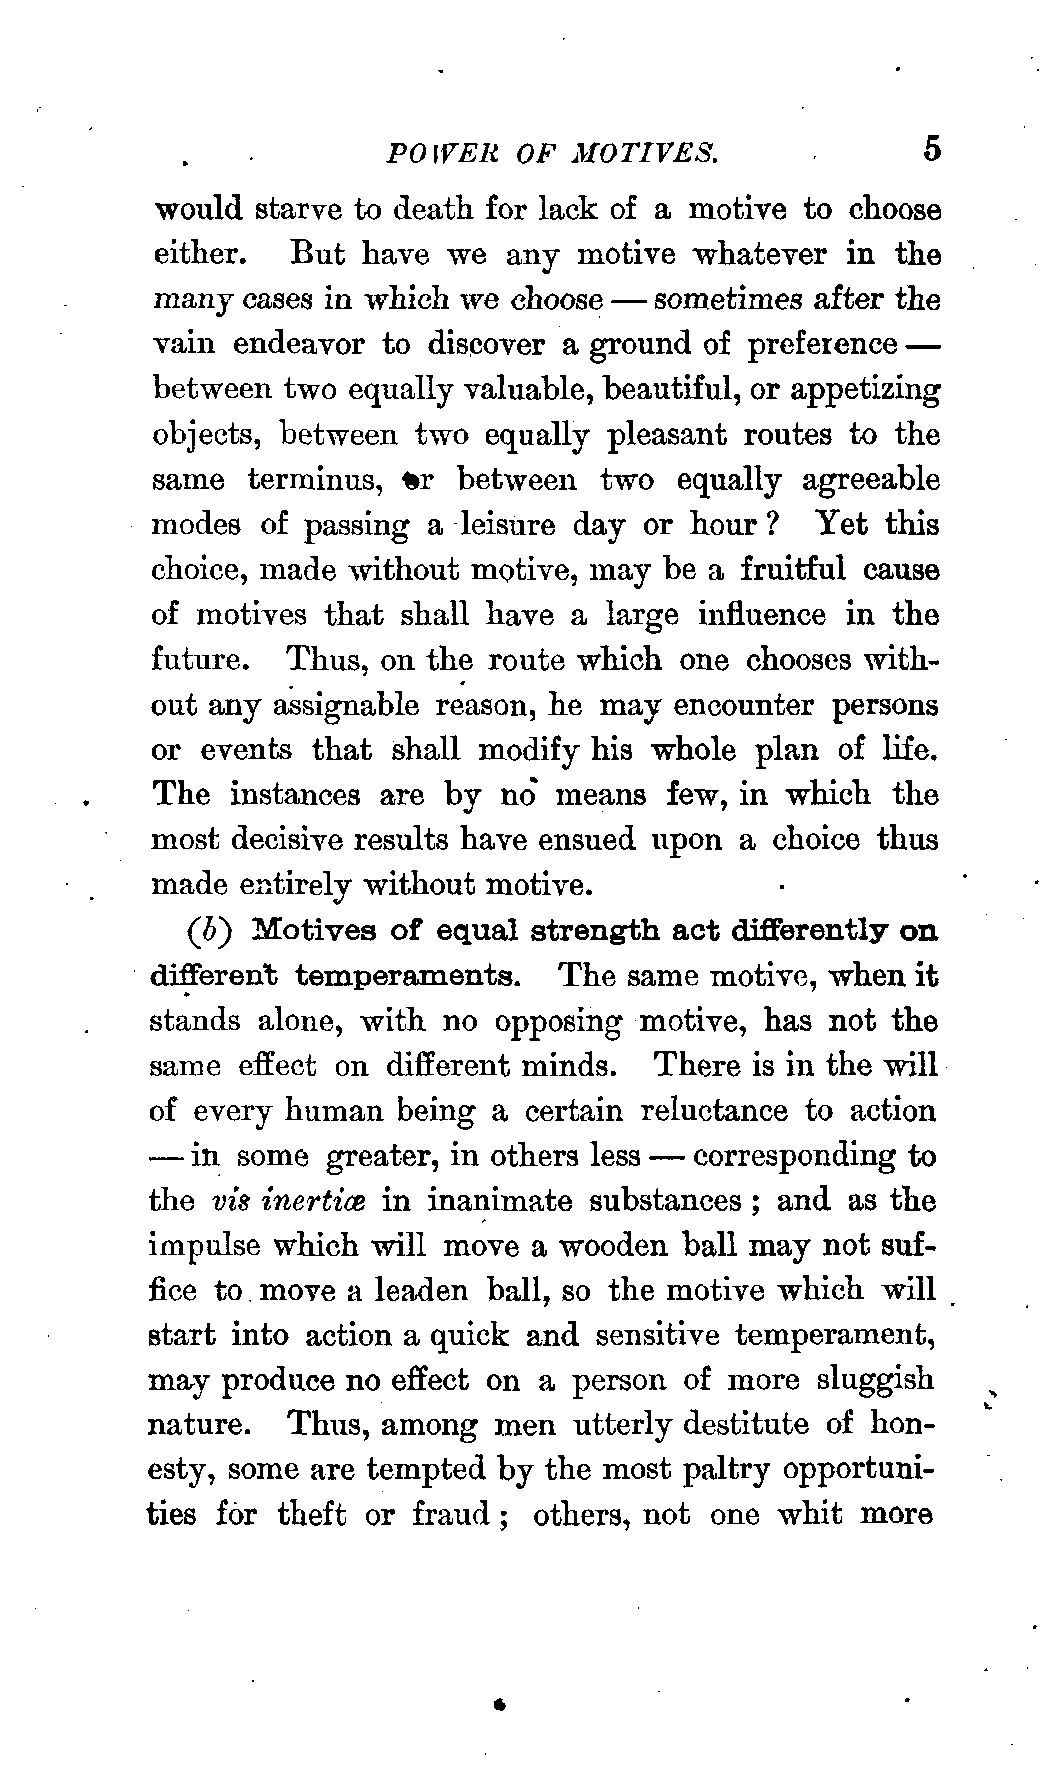 POWER OF MOTIVES. 5
would starve to death for lack of a motive to choose
either. But have we any motive whatever in the
many cases in which we choose — sometimes after the
vain endeavor to discover a ground of preference —
between two equally valuable, beautiful, or appetizing
objects, between two equally pleasant routes to the
same terminus, or between two equally agreeable
modes of passing a leisure day or hour? Yet this
choice, made without motive, may be a fruitful cause
of motives that shall have a large influence in the
future. Thus, on the route which one chooses with-
out any assignable reason, he may encounter persons
or events that shall modify his whole plan of life.
The instances are by no means few, in which the
most decisive results have ensued upon a choice thus
made entirely without motive.
(b) Motives of equal strength act differently on
different temperaments. The same motive, when it
stands alone, with no opposing motive, has not the
same effect on different minds. There is in the will
of every human being a certain reluctance to action
— in some greater, in others less — corresponding to
the vis inertiæ in inanimate substances; and as the
impulse which will move a wooden ball may not suf-
fice to move a leaden ball, so the motive which will
start into action a quick and sensitive temperament,
may produce no effect on a person of more sluggish
nature. Thus, among men utterly destitute of hon-
esty, some are tempted by the most paltry opportuni-
ties for theft or fraud; others, not one whit more